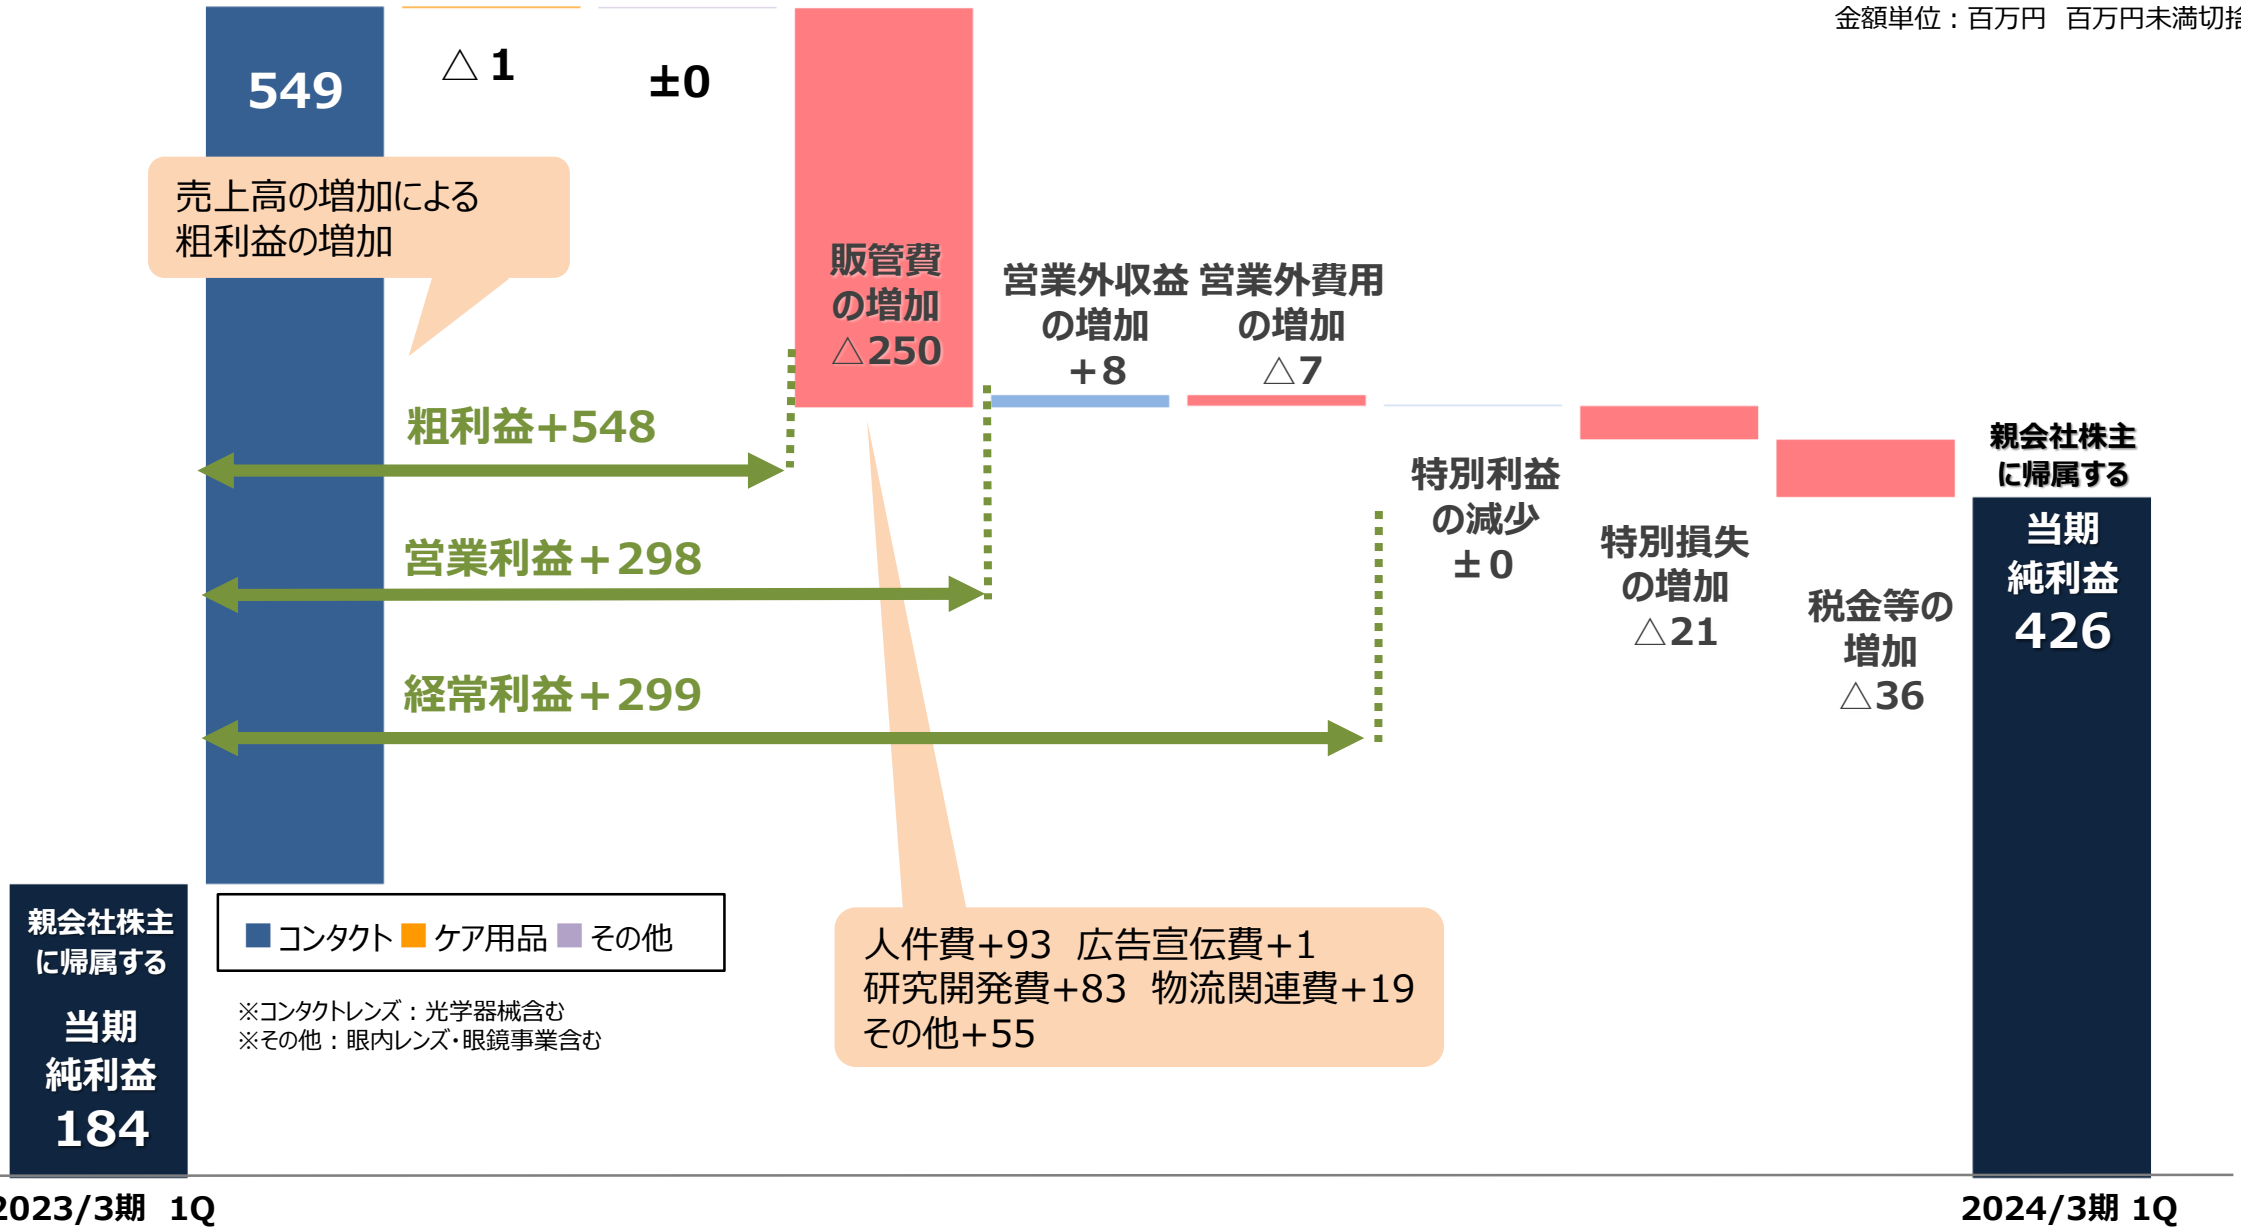 金額単位：百万円 百万円未満切捨
549
△ 1
±0
売上高の増加による
粗利益の増加
販管費
の増加
△250
営業外収益
の増加
+8
営業外費用
の増加
△7
粗利益+548
営業利益+298
経常利益+299
特別利益
の減少
±0
特別損失
の増加
△21
税金等の
増加
△36
親会社株主
に帰属する
当期
純利益
426
親会社株主
に帰属する
当期
純利益
184
コンタクト ケア用品 その他
※コンタクトレンズ：光学器械含む
※その他：眼内レンズ・眼鏡事業含む
人件費+93 広告宣伝費+1
研究開発費+83 物流関連費+19
その他+55
2023/3期 1Q
2024/3期 1Q